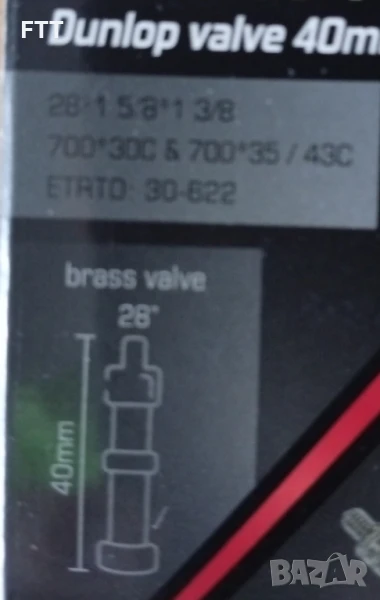 FTT
Dunlop valve 40m
28*1 5/8*1 3/8
700*30C & 700*35 / 43C
ETRTO: 30-622
brass valve
28"
40mm
BAZAR